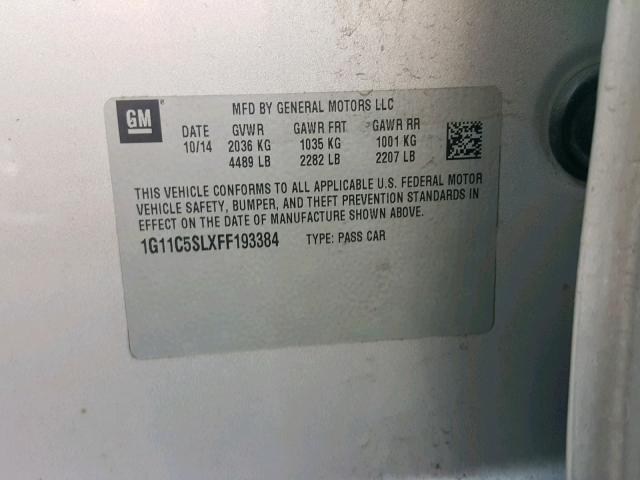 GM ®
MFD BY GENERAL MOTORS LLC
DATE GVWR GAWR FRT GAWR RR
10/14 2036 KG 1035 KG 1001 KG
4489 LB 2282 LB 2207 LB
THIS VEHICLE CONFORMS TO ALL APPLICABLE U.S. FEDERAL MOTOR
VEHICLE SAFETY, BUMPER, AND THEFT PREVENTION STANDARDS IN
EFFECT ON THE DATE OF MANUFACTURE SHOWN ABOVE.
1G11C5SLXFF193384 TYPE: PASS CAR